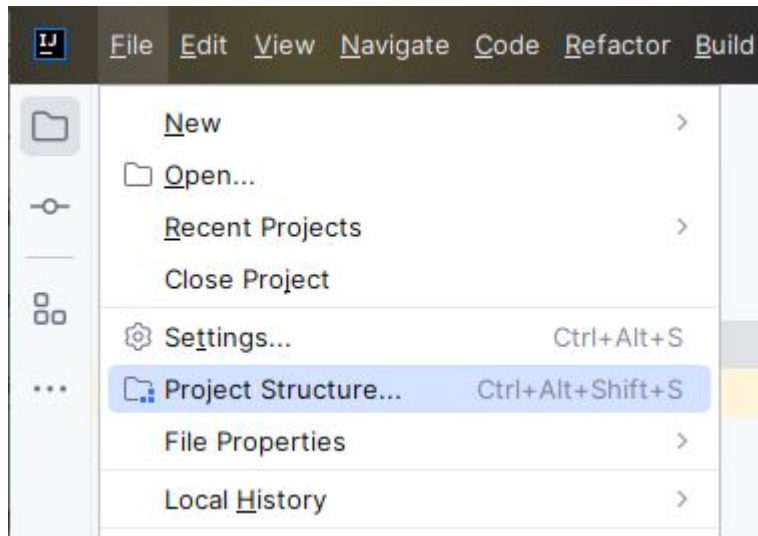 IJ File Edit View Navigate Code Refactor Build
New
Open...
Recent Projects
Close Project
Settings... Ctrl+Alt+S
Project Structure... Ctrl+Alt+Shift+S
File Properties
Local History